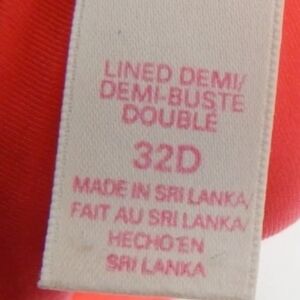 LINED DEMI/
DEMI-BUSTE
DOUBLÉ
32D
MADE IN SRI LANKA/
FAIT AU SRI LANKA/
HECHO EN
SRI LANKA